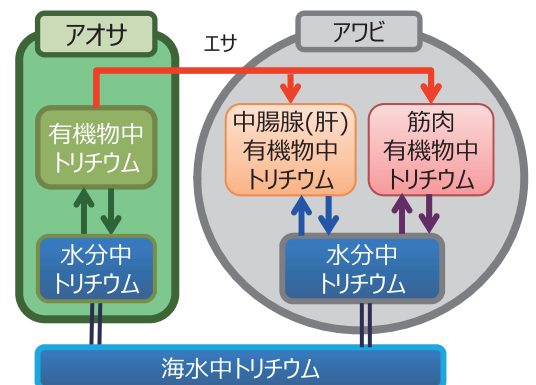 アオサ
エサ
アワビ
有機物中
トリチウム
中腸腺(肝)
有機物中
トリチウム
筋肉
有機物中
トリチウム
水分中
トリチウム
水分中
トリチウム
海水中トリチウム